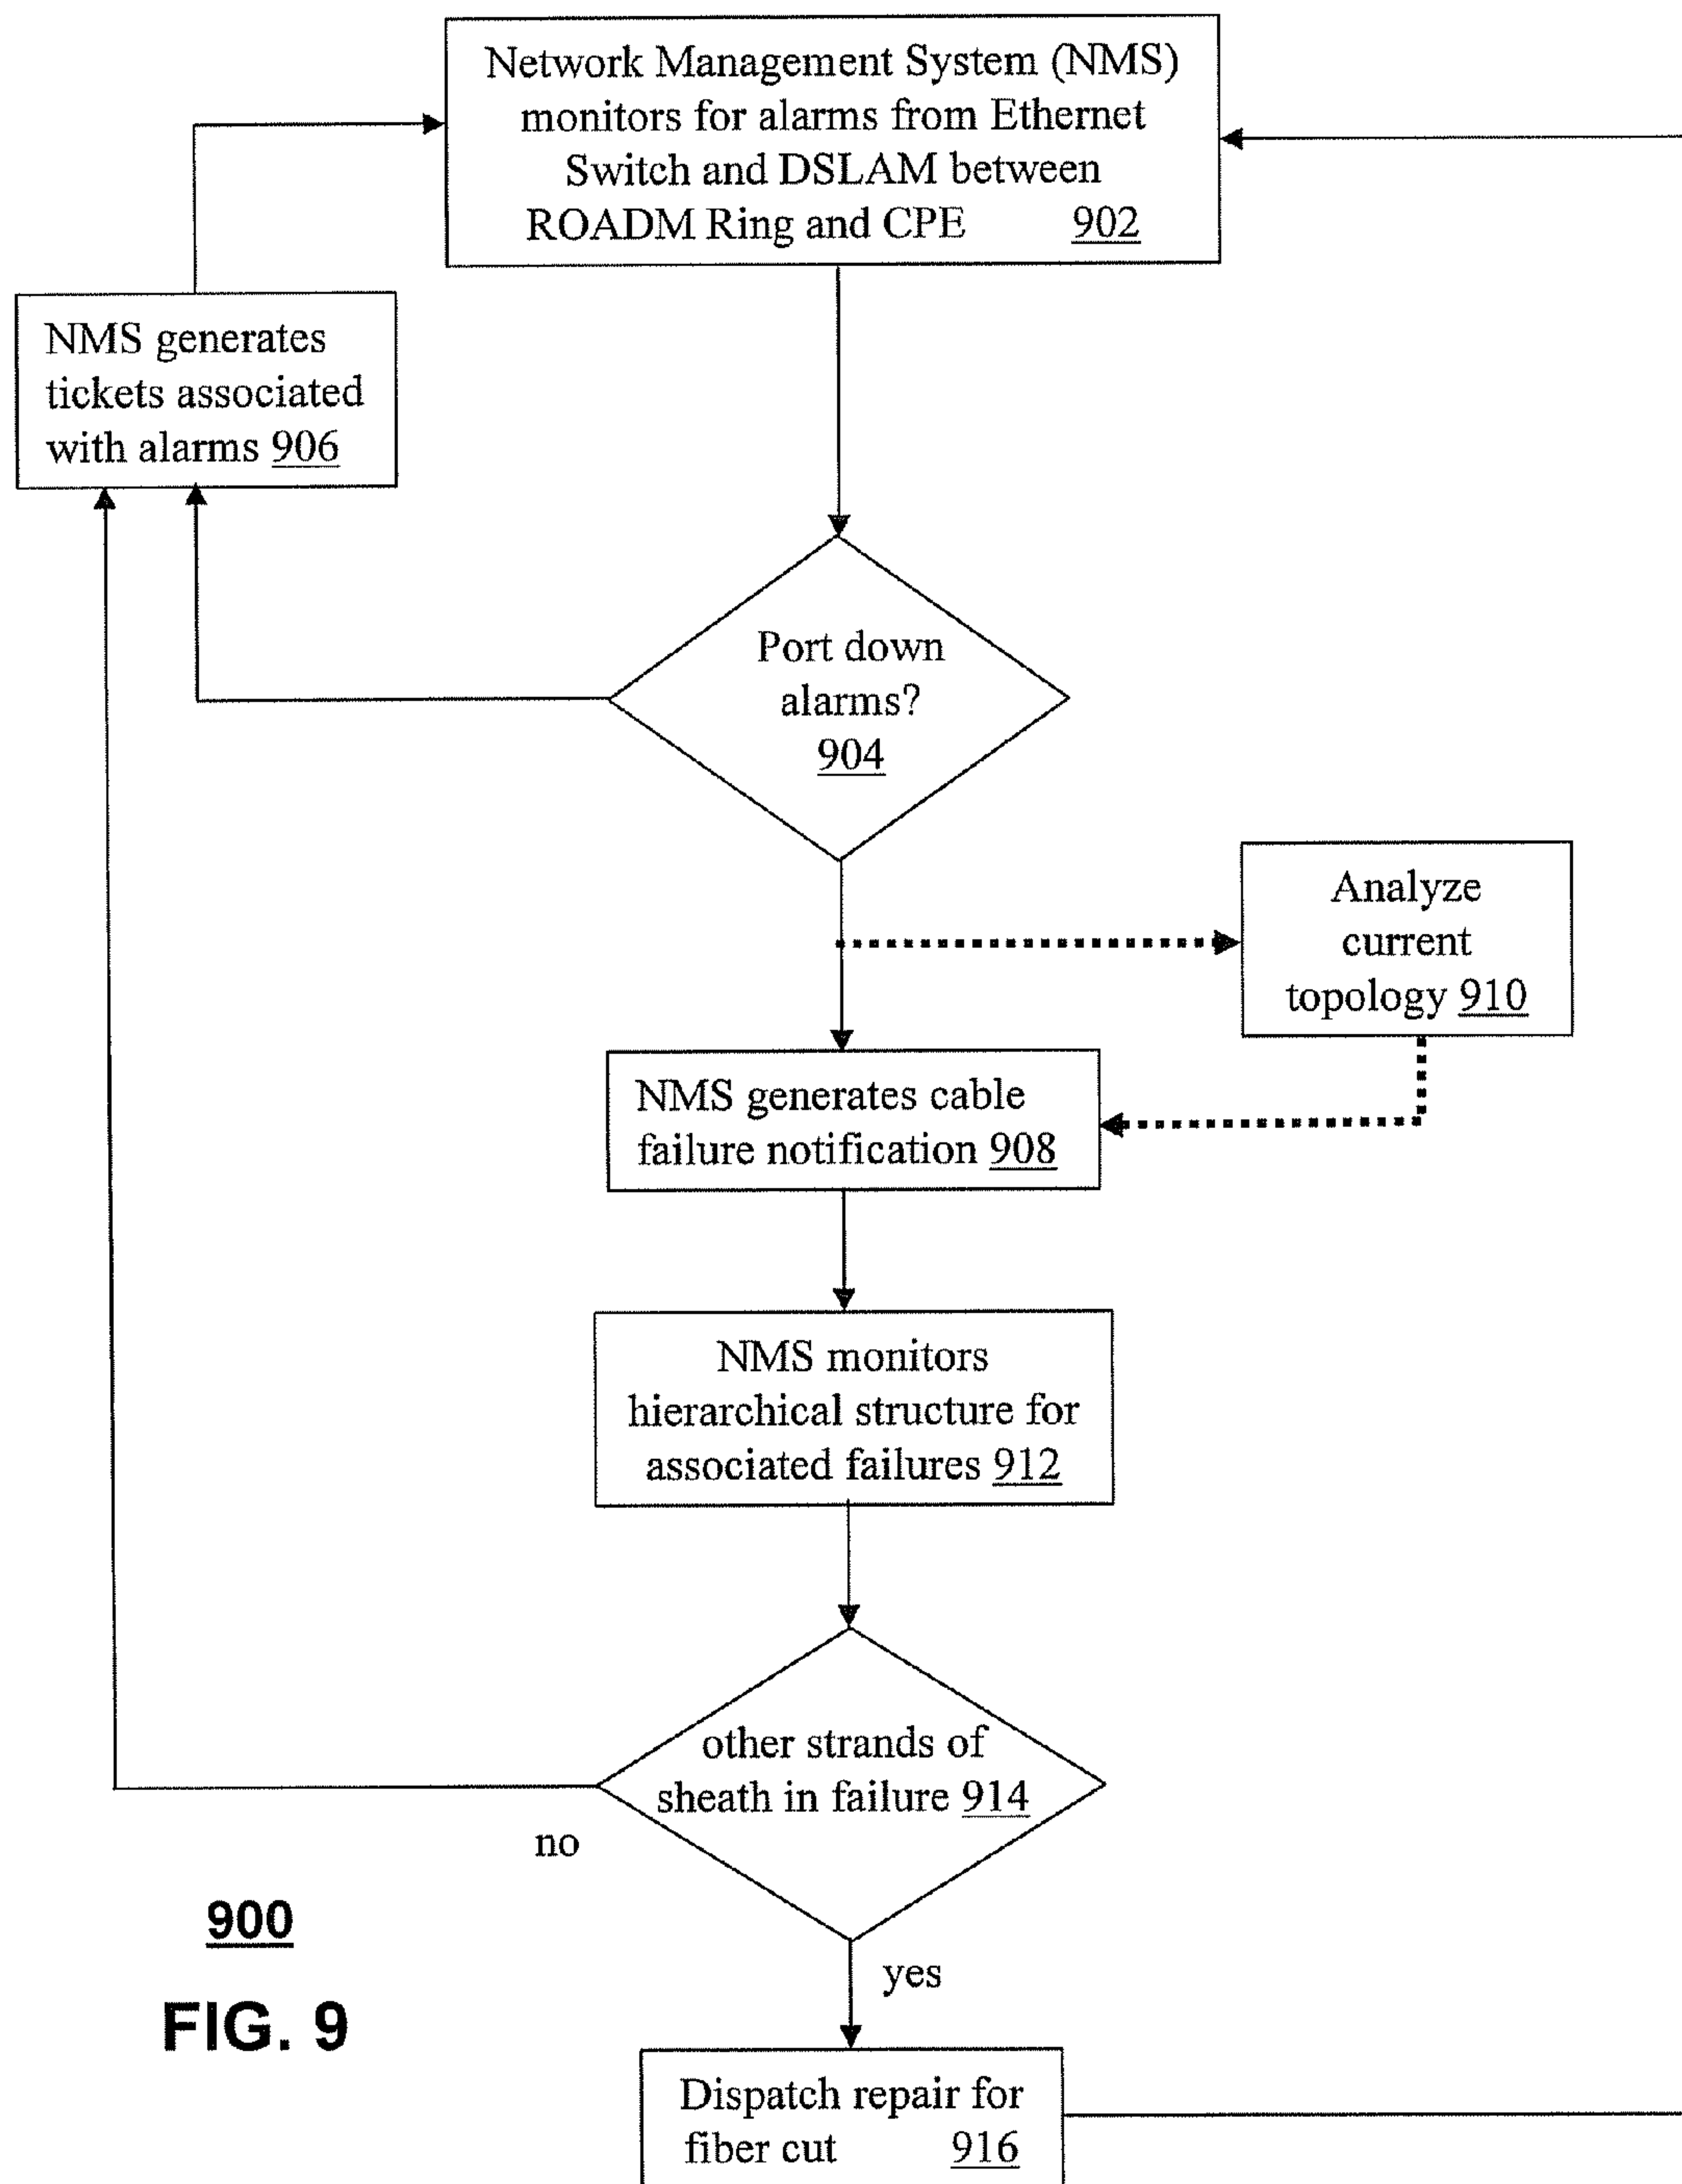 Network Management System (NMS)
monitors for alarms from Ethernet
Switch and DSLAM between
ROADM Ring and CPE 902
NMS generates
tickets associated
with alarms 906
Port down
alarms?
904
Analyze
current
topology 910
NMS generates cable
failure notification 908
NMS monitors
hierarchical structure for
associated failures 912
other strands of
sheath in failure 914
no
yes
900
FIG. 9
Dispatch repair for
fiber cut 916